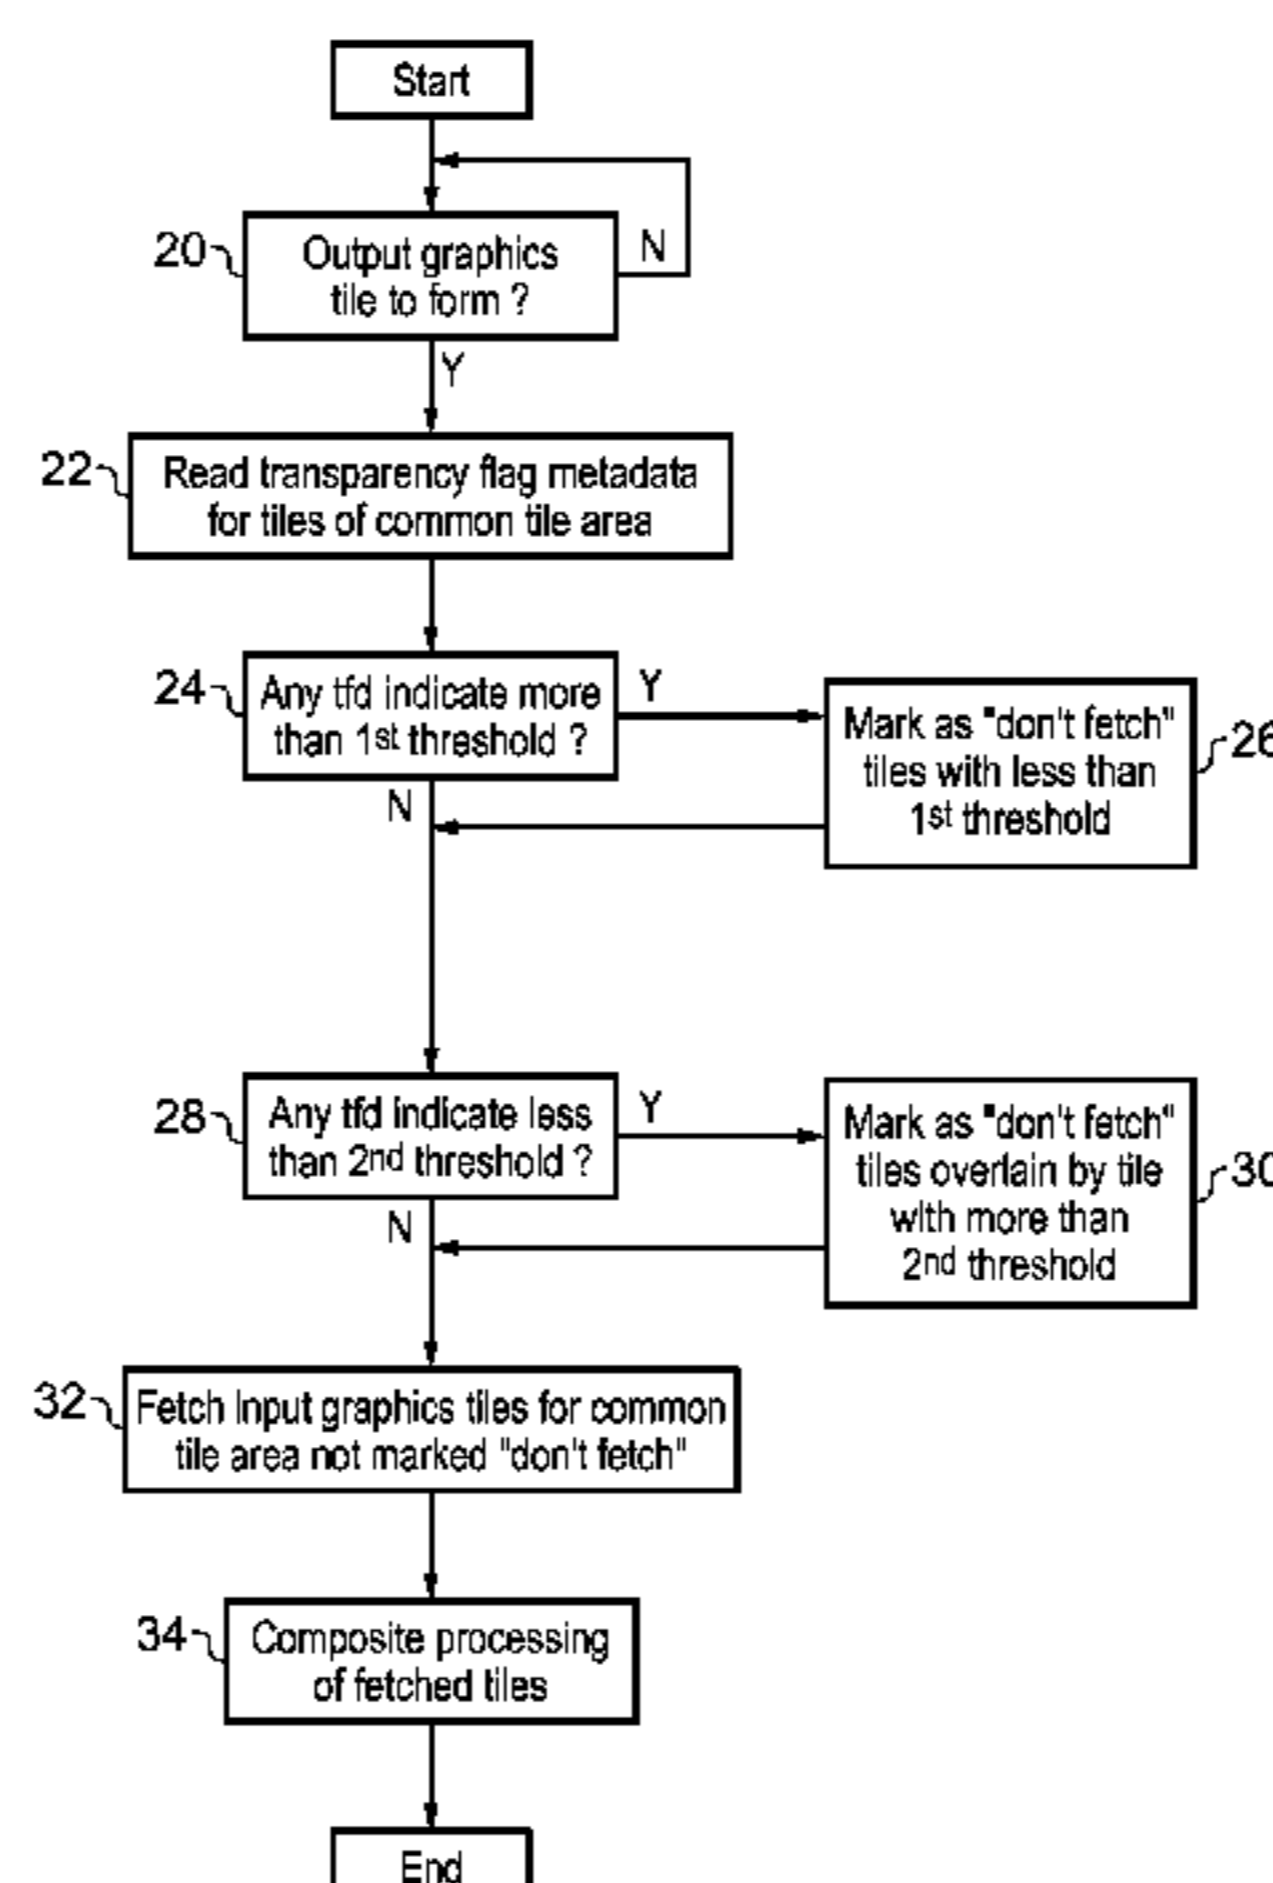 Start
20
Output graphics
tile to form ?
N
Y
22
Read transparency flag metadata
for tiles of common tile area
24
Any tfd indicate more
than 1st threshold ?
Y
N
Mark as "don't fetch"
tiles with less than
1st threshold
26
28
Any tfd indicate less
than 2nd threshold ?
Y
N
Mark as "don't fetch"
tiles overlain by tile
with more than
2nd threshold
30
32
Fetch input graphics tiles for common
tile area not marked "don't fetch"
34
Composite processing
of fetched tiles
End